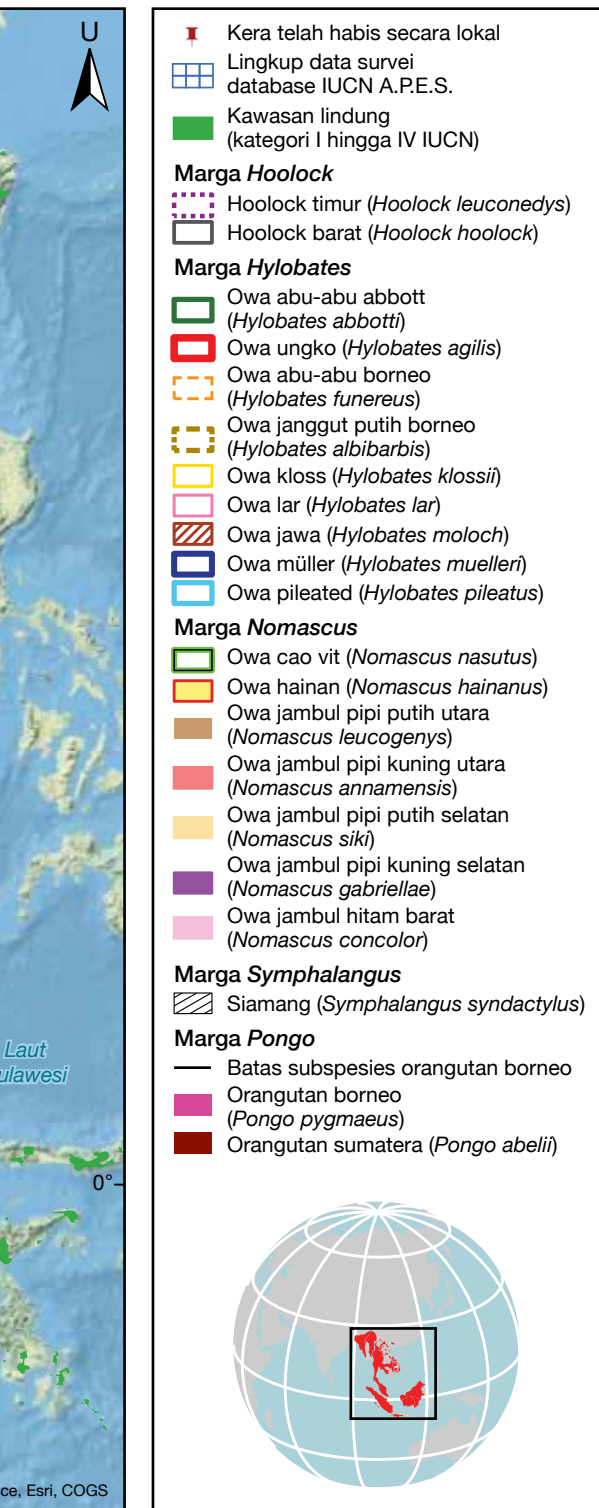 U
Laut
ulawesi
0°
ce, Esri, COGS
Kera telah habis secara lokal
Lingkup data survei
database IUCN A.P.E.S.
Kawasan lindung
(kategori I hingga IV IUCN)
Marga Hoolock
Hoolock timur (Hoolock leuconedys)
Hoolock barat (Hoolock hoolock)
Marga Hylobates
Owa abu-abu abbott
(Hylobates abbotti)
Owa ungko (Hylobates agilis)
Owa abu-abu borneo
(Hylobates funereus)
Owa janggut putih borneo
(Hylobates albibarbis)
Owa kloss (Hylobates klossii)
Owa lar (Hylobates lar)
Owa jawa (Hylobates moloch)
Owa müller (Hylobates muelleri)
Owa pileated (Hylobates pileatus)
Marga Nomascus
Owa cao vit (Nomascus nasutus)
Owa hainan (Nomascus hainanus)
Owa jambul pipi putih utara
(Nomascus leucogenys)
Owa jambul pipi kuning utara
(Nomascus annamensis)
Owa jambul pipi putih selatan
(Nomascus siki)
Owa jambul pipi kuning selatan
(Nomascus gabriellae)
Owa jambul hitam barat
(Nomascus concolor)
Marga Symphalangus
Siamang (Symphalangus syndactylus)
Marga Pongo
Batas subspesies orangutan borneo
Orangutan borneo
(Pongo pygmaeus)
Orangutan sumatera (Pongo abelii)